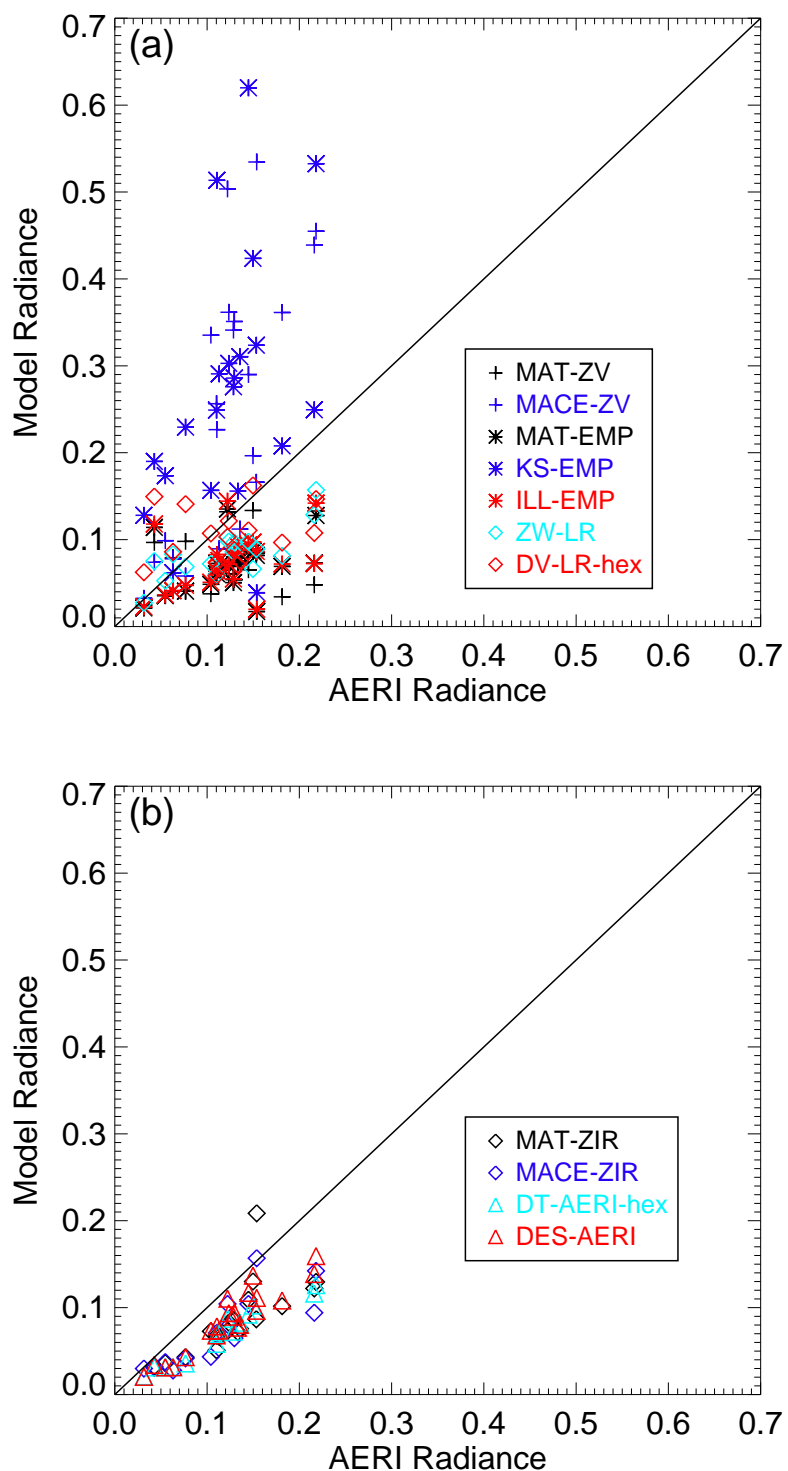 (a)
0.7
0.6
0.5
0.4
0.3
0.2
0.1
0.0
Model Radiance
MAT-ZV
MACE-ZV
MAT-EMP
KS-EMP
ILL-EMP
ZW-LR
DV-LR-hex
0.0 0.1 0.2 0.3 0.4 0.5 0.6 0.7
AERI Radiance
(b)
0.7
0.6
0.5
0.4
0.3
0.2
0.1
0.0
Model Radiance
MAT-ZIR
MACE-ZIR
DT-AERI-hex
DES-AERI
0.0 0.1 0.2 0.3 0.4 0.5 0.6 0.7
AERI Radiance